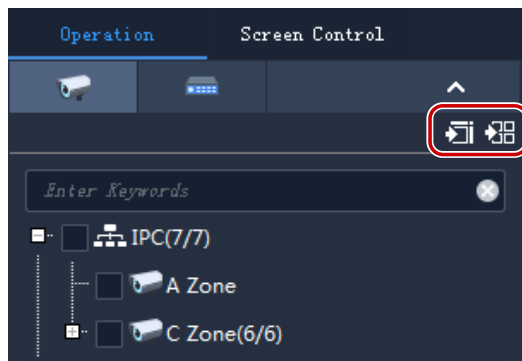 Operation Screen Control
Enter Keywords
IPC(7/7)
A Zone
C Zone(6/6)